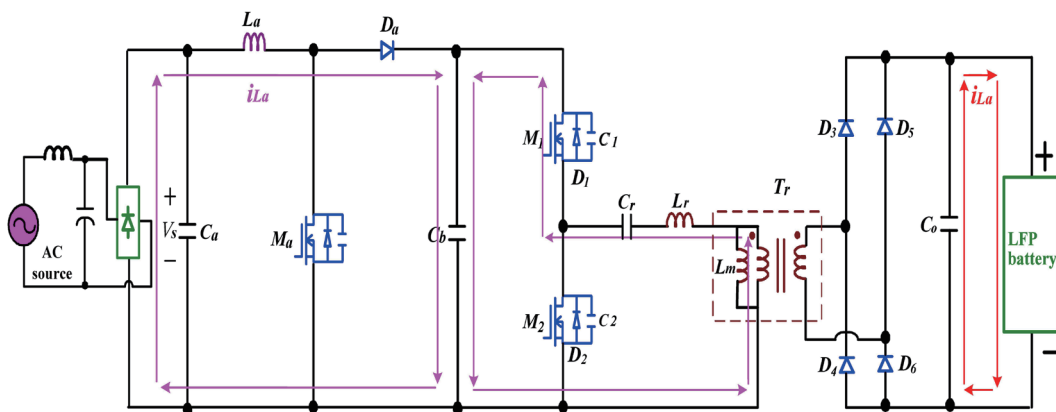 La
Da
iLa
iLa
M1
C1
D1
D3
D5
Tr
+
AC
source
+
Vs
−
Ca
Ma
Cb
Cr
Lr
Lm
Co
LFP
battery
M2
C2
D2
D4
D6
−